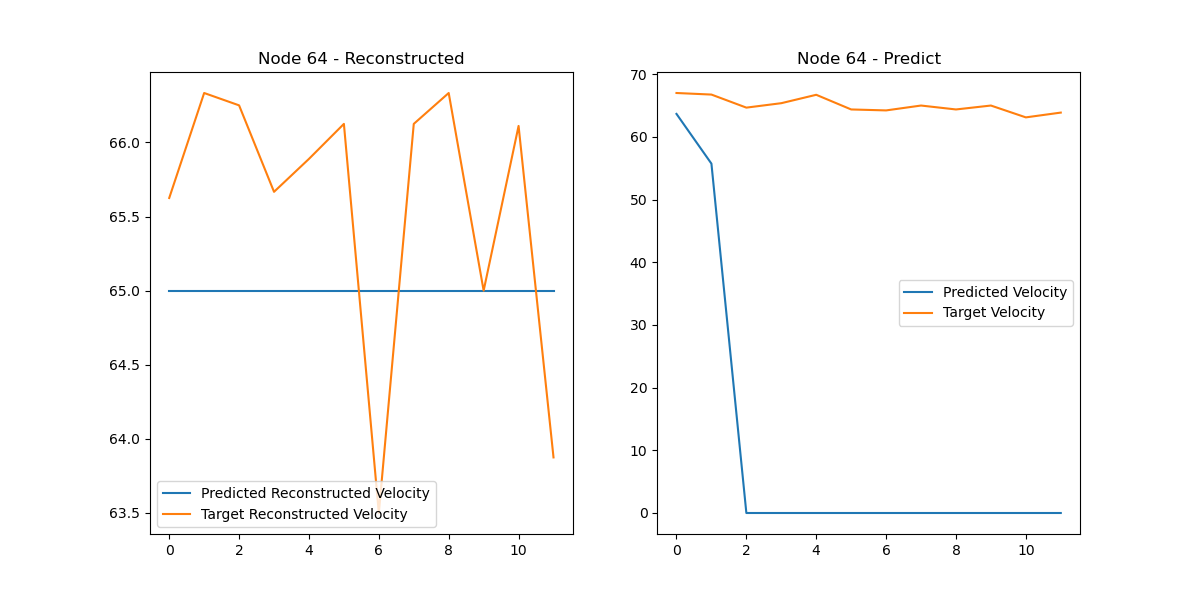 Node 64 - Reconstructed
66.0
65.5
65.0
64.5
64.0
63.5
0 2 4 6 8 10
Predicted Reconstructed Velocity
Target Reconstructed Velocity
Node 64 - Predict
70
60
50
40
30
20
10
0
0 2 4 6 8 10
Predicted Velocity
Target Velocity